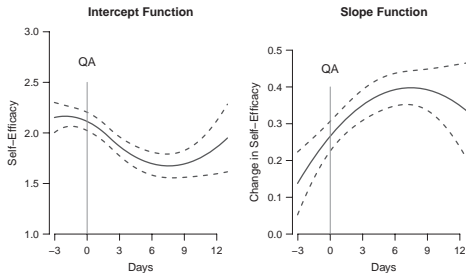 Intercept Function
Self−Efficacy
3.0
2.5
2.0
1.5
1.0
QA
−3 0 3 6 9 12
Days
Slope Function
Change in Self−Efficacy
0.5
0.4
0.3
0.2
0.1
0.0
QA
−3 0 3 6 9 12
Days